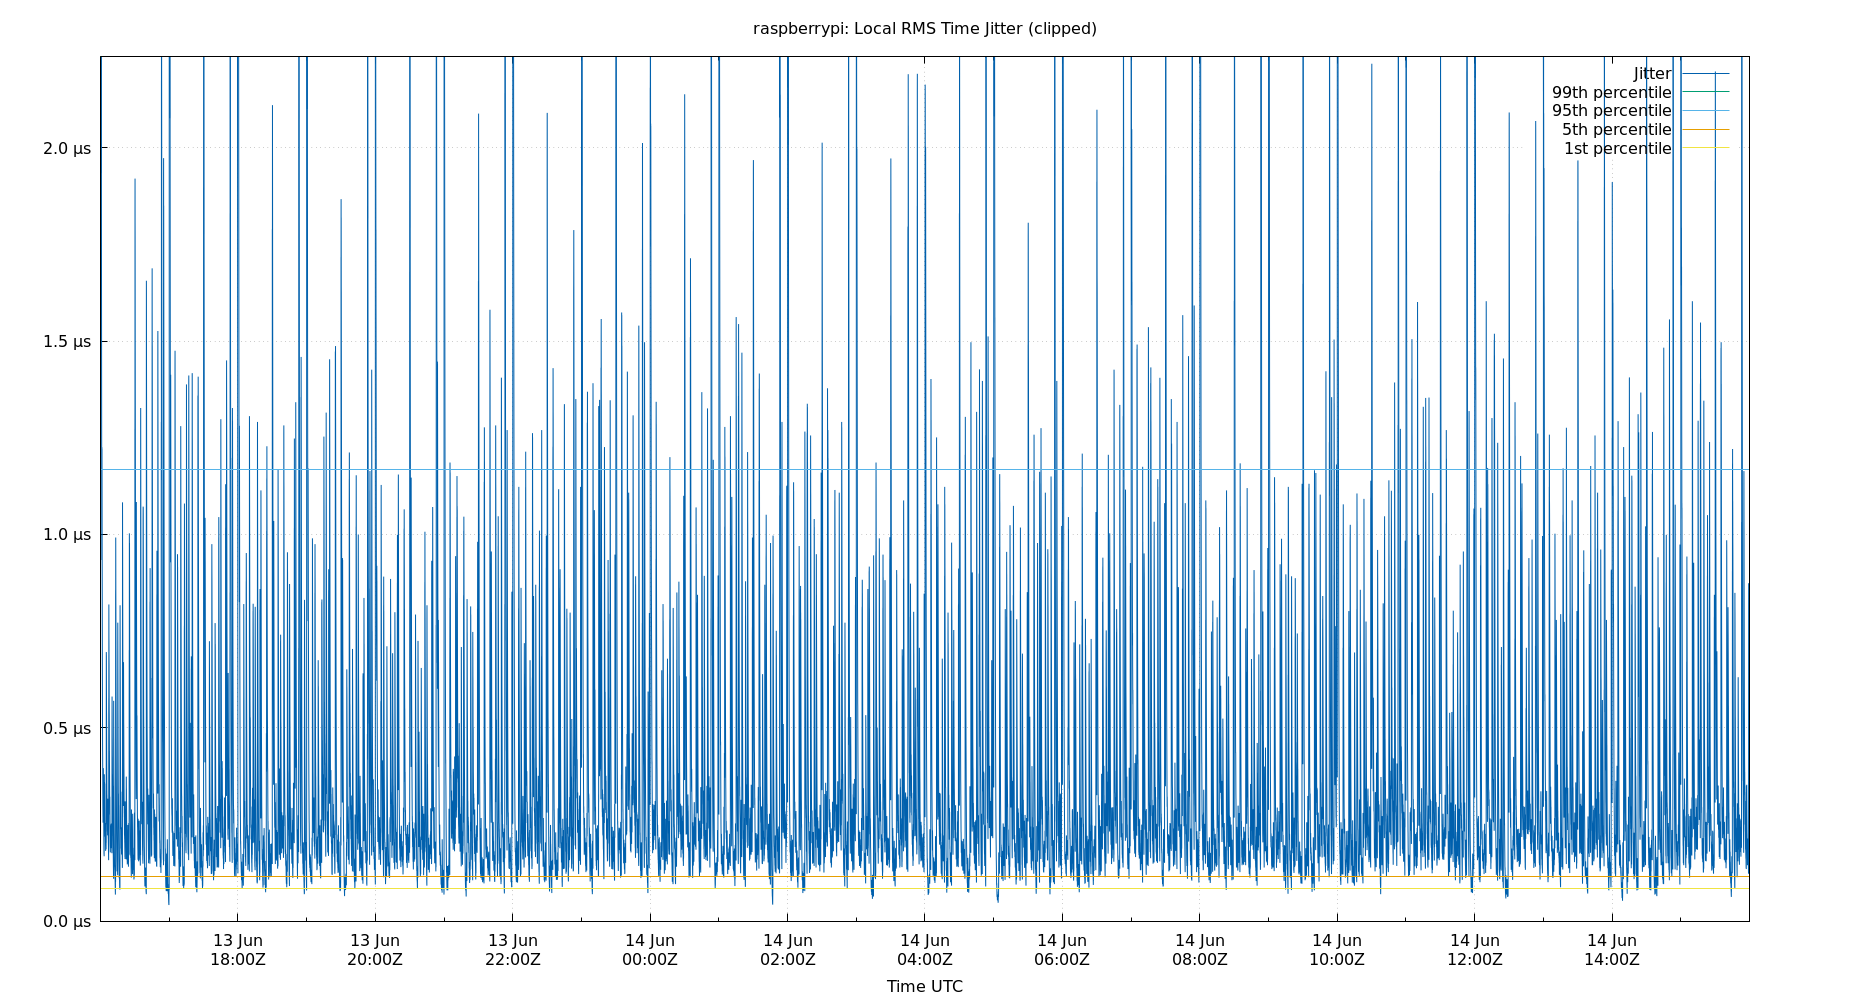 raspberrypi: Local RMS Time Jitter (clipped)
Jitter
99th percentile
95th percentile
5th percentile
1st percentile
2.0 µs
1.5 µs
1.0 µs
0.5 µs
0.0 µs
13 Jun 13 Jun 13 Jun 14 Jun 14 Jun 14 Jun 14 Jun 14 Jun 14 Jun 14 Jun 14 Jun
18:00Z 20:00Z 22:00Z 00:00Z 02:00Z 04:00Z 06:00Z 08:00Z 10:00Z 12:00Z 14:00Z
Time UTC